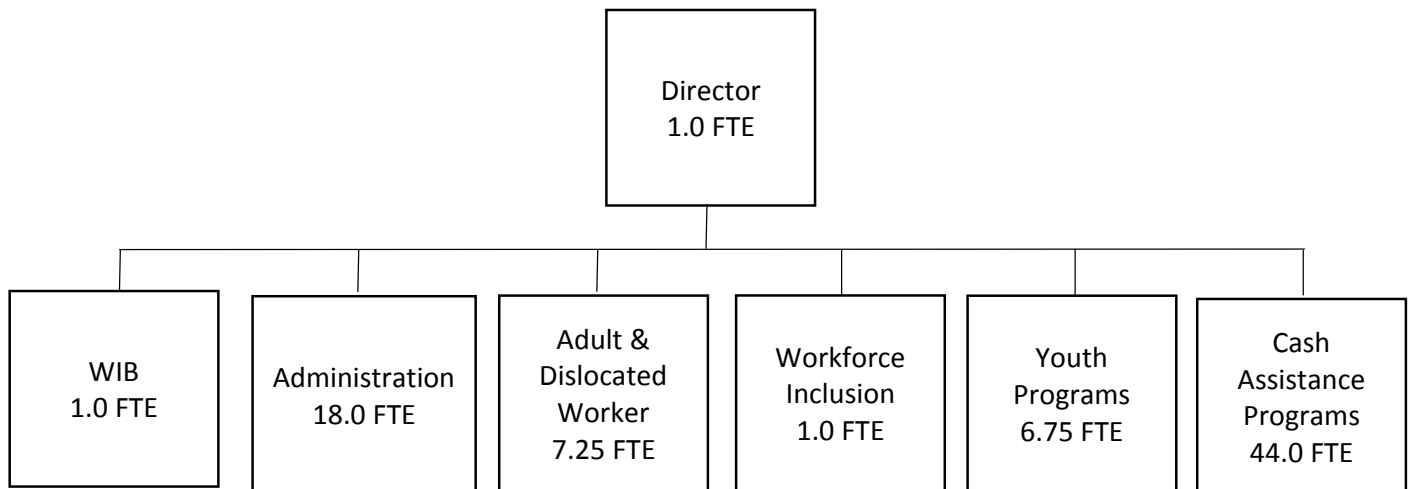 Director
1.0 FTE
WIB
1.0 FTE
Administration
18.0 FTE
Adult &
Dislocated
Worker
7.25 FTE
Workforce
Inclusion
1.0 FTE
Youth
Programs
6.75 FTE
Cash
Assistance
Programs
44.0 FTE